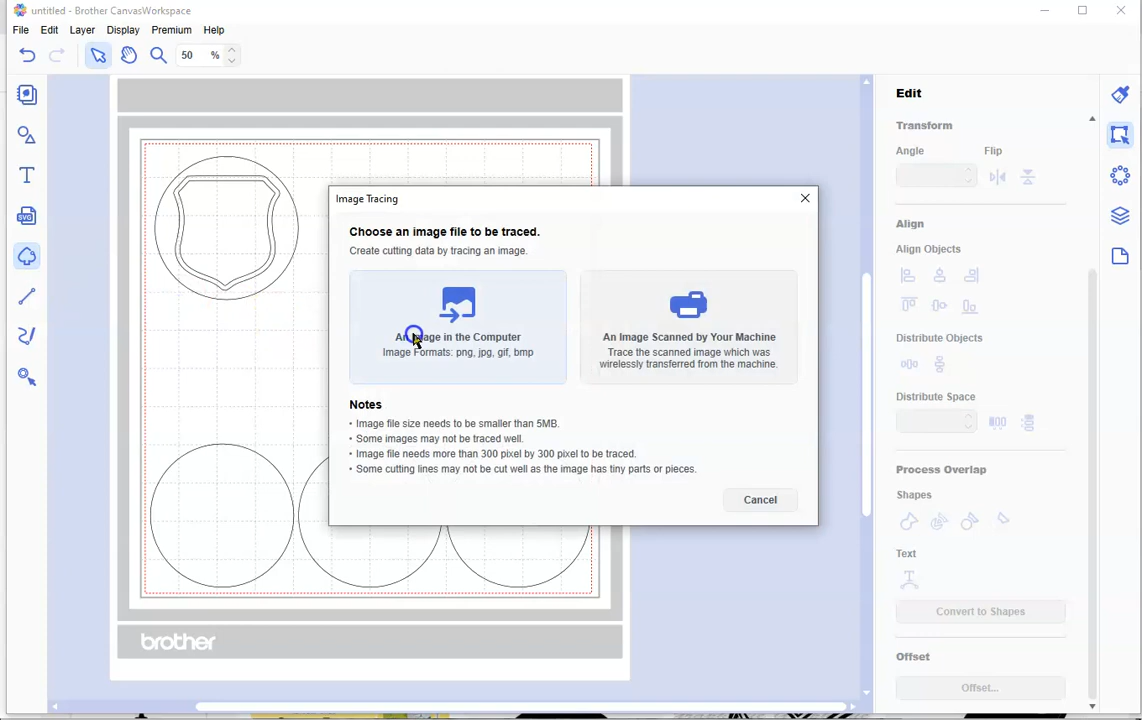 untitled - Brother CanvasWorkspace
File Edit Layer Display Premium Help
50 %
T
SVG
Image Tracing
Choose an image file to be traced.
Create cutting data by tracing an image.
An Image in the Computer
Image Formats: png, jpg, gif, bmp
An Image Scanned by Your Machine
Trace the scanned image which was
wirelessly transferred from the machine.
Notes
• Image file size needs to be smaller than 5MB.
• Some images may not be traced well.
• Image file needs more than 300 pixel by 300 pixel to be traced.
• Some cutting lines may not be cut well as the image has tiny parts or pieces.
Cancel
brother
Edit
Transform
Angle Flip
Align
Align Objects
Distribute Objects
Distribute Space
Process Overlap
Shapes
Text
Convert to Shapes
Offset
Offset...